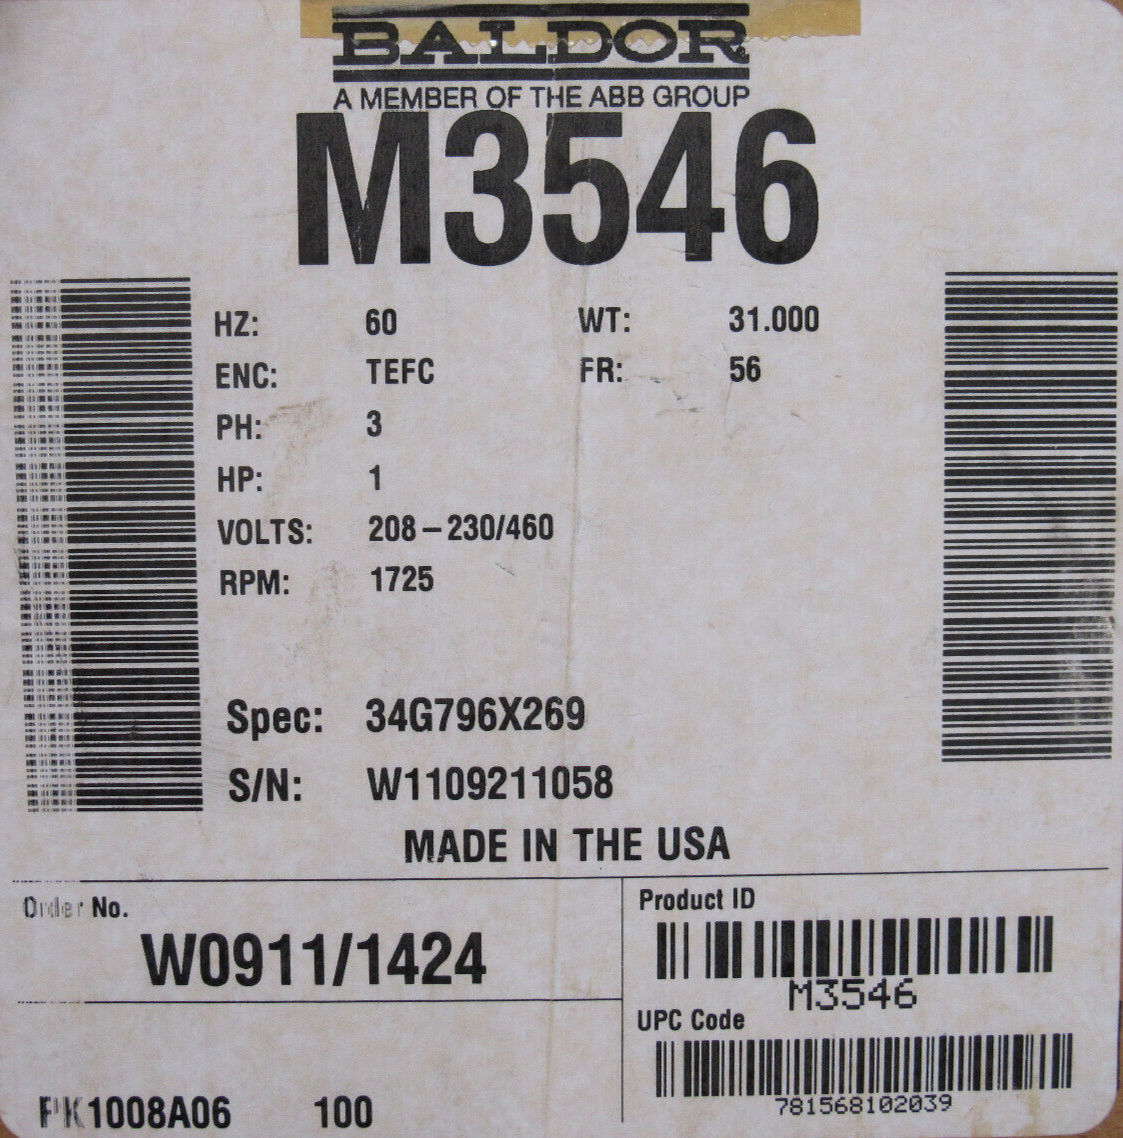 BALDOR
A MEMBER OF THE ABB GROUP
M3546
HZ: 60 WT: 31.000
ENC: TEFC FR: 56
PH: 3
HP: 1
VOLTS: 208-230/460
RPM: 1725
Spec: 34G796X269
S/N: W1109211058
MADE IN THE USA
Order No.
W0911/1424
Product ID
M3546
UPC Code
781568102039
PK1008A06 100